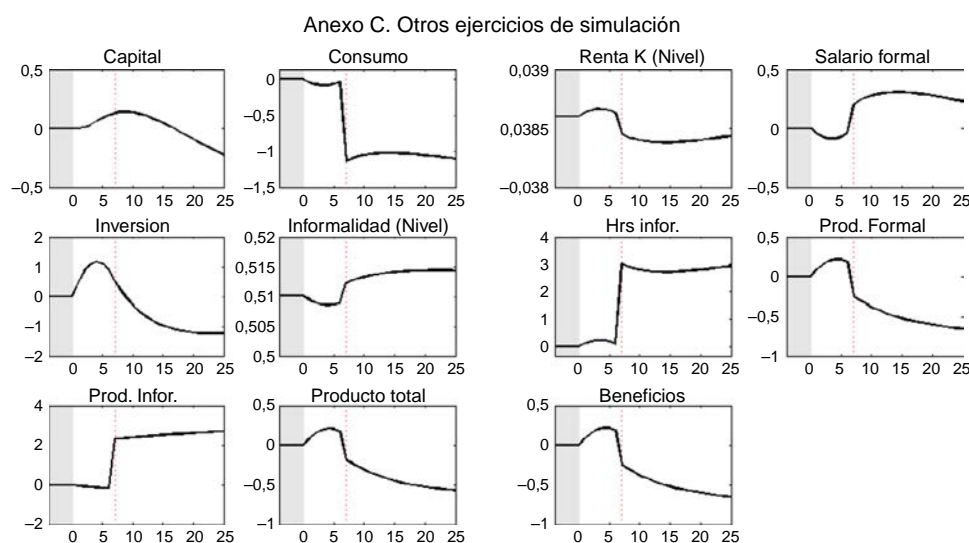 Anexo C. Otros ejercicios de simulación
Capital
0,5
0
–0,5
0 5 10 15 20 25
Consumo
0
–0,5
–1
–1,5
0 5 10 15 20 25
Renta K (Nivel)
0,039
0,0385
–0,038
0 5 10 15 20 25
Salario formal
0,5
0
–0,5
0 5 10 15 20 25
Inversion
2
1
0
–1
–2
0 5 10 15 20 25
Informalidad (Nivel)
0,52
0,515
0,51
0,505
0,5
0 5 10 15 20 25
Hrs infor.
4
3
2
1
0
0 5 10 15 20 25
Prod. Formal
0,5
0
–0,5
–1
0 5 10 15 20 25
Prod. Infor.
4
2
0
–2
0 5 10 15 20 25
Producto total
0,5
0
–0,5
–1
0 5 10 15 20 25
Beneficios
0,5
0
–0,5
–1
0 5 10 15 20 25